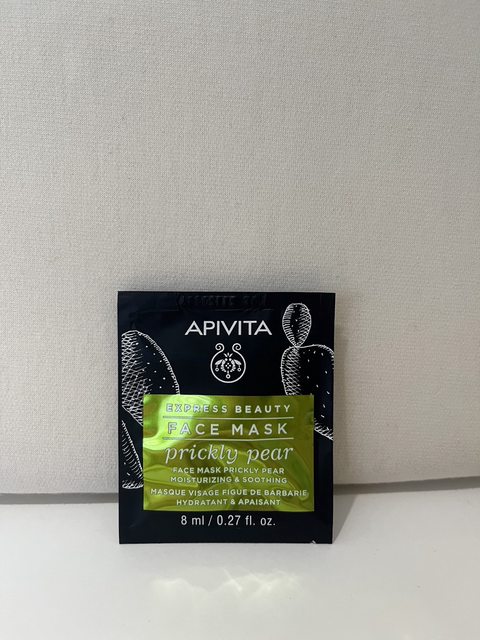 APIVITA
EXPRESS BEAUTY
FACE MASK
prickly pear
FACE MASK PRICKLY PEAR
MOISTURIZING & SOOTHING
MASQUE VISAGE FIGUE DE BARBARIE
HYDRATANT & APAISANT
8 ml / 0.27 fl. oz.